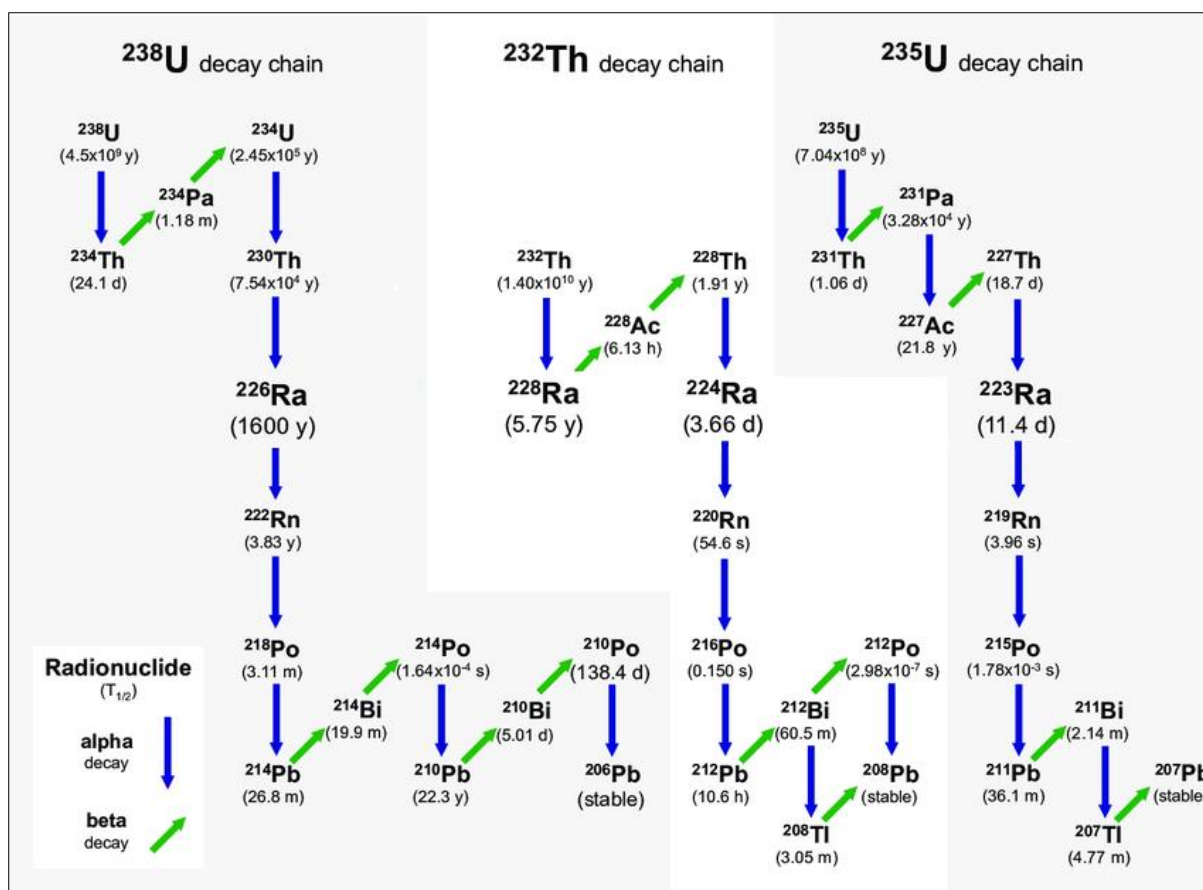 ²³⁸U decay chain
²³²Th decay chain
²³⁵U decay chain
²³⁸U
(4.5x10⁹ y)
²³⁴U
(2.45x10⁵ y)
²³⁴Pa
(1.18 m)
²³⁴Th
(24.1 d)
²³⁰Th
(7.54x10⁴ y)
²²⁶Ra
(1600 y)
²²²Rn
(3.83 y)
²¹⁸Po
(3.11 m)
²¹⁴Po
(1.64x10⁻⁴ s)
²¹⁰Po
(138.4 d)
²¹⁴Bi
(19.9 m)
²¹⁰Bi
(5.01 d)
²¹⁴Pb
(26.8 m)
²¹⁰Pb
(22.3 y)
²⁰⁶Pb
(stable)
²³²Th
(1.40x10¹⁰ y)
²²⁸Th
(1.91 y)
²²⁸Ac
(6.13 h)
²²⁸Ra
(5.75 y)
²²⁴Ra
(3.66 d)
²²⁰Rn
(54.6 s)
²¹⁶Po
(0.150 s)
²¹²Po
(2.98x10⁻⁷ s)
²¹²Bi
(60.5 m)
²¹²Pb
(10.6 h)
²⁰⁸Pb
(stable)
²⁰⁸Tl
(3.05 m)
²³⁵U
(7.04x10⁸ y)
²³¹Pa
(3.28x10⁴ y)
²³¹Th
(1.06 d)
²²⁷Th
(18.7 d)
²²⁷Ac
(21.8 y)
²²³Ra
(11.4 d)
²¹⁹Rn
(3.96 s)
²¹⁵Po
(1.78x10⁻³ s)
²¹¹Bi
(2.14 m)
²¹¹Pb
(36.1 m)
²⁰⁷Pb
(stable)
²⁰⁷Tl
(4.77 m)
Radionuclide
(T₁/₂)
alpha
decay
beta
decay